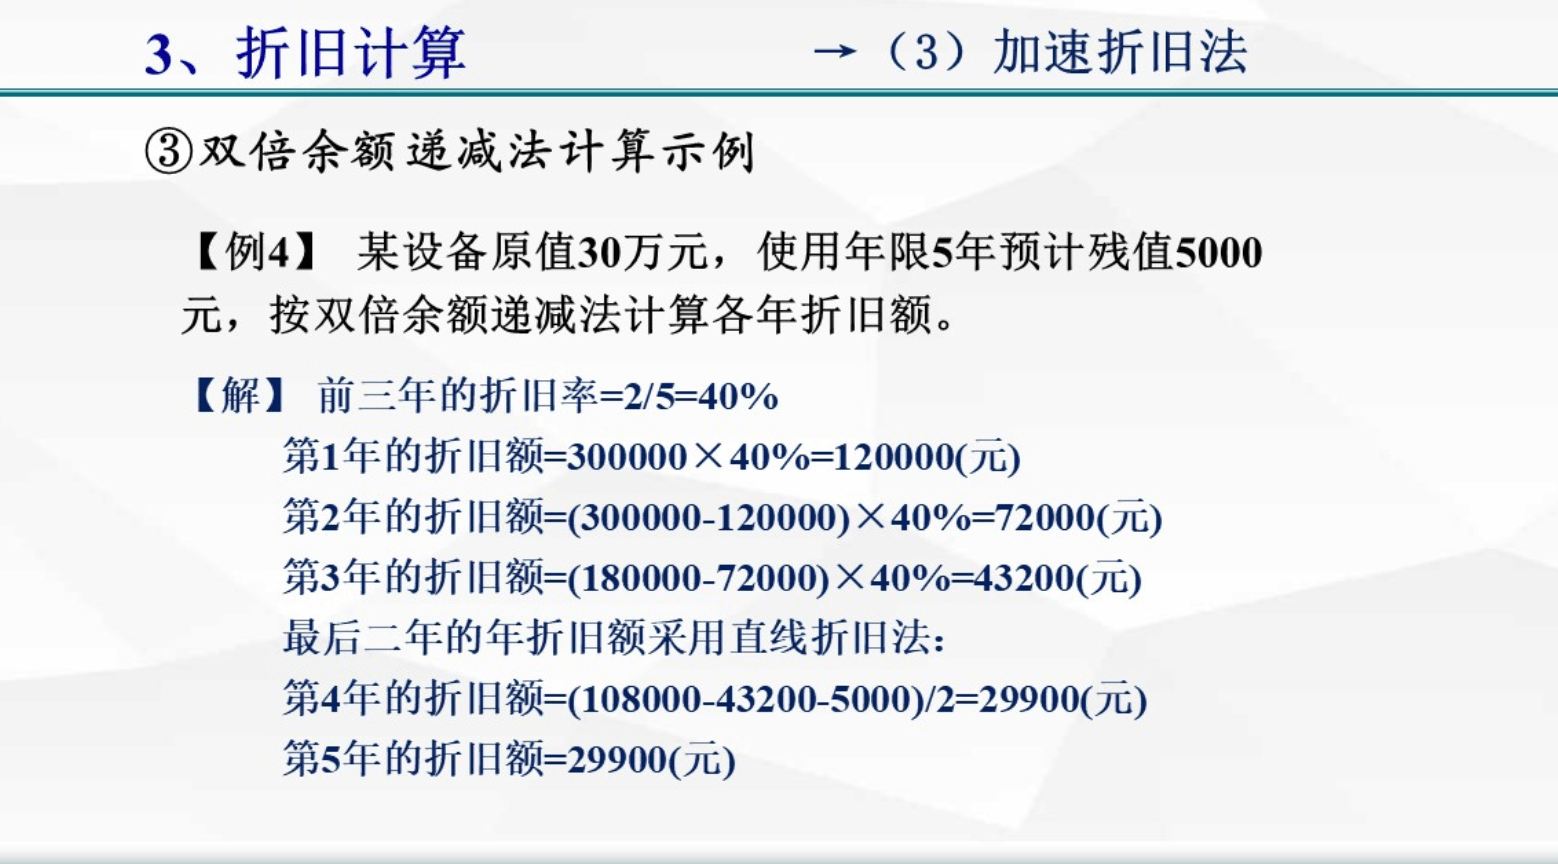 3、折旧计算
→（3）加速折旧法
③双倍余额递减法计算示例
【例4】 某设备原值30万元，使用年限5年预计残值5000
元，按双倍余额递减法计算各年折旧额。
【解】 前三年的折旧率=2/5=40%
第1年的折旧额=300000×40%=120000(元)
第2年的折旧额=(300000-120000)×40%=72000(元)
第3年的折旧额=(180000-72000)×40%=43200(元)
最后二年的年折旧额采用直线折旧法：
第4年的折旧额=(108000-43200-5000)/2=29900(元)
第5年的折旧额=29900(元)